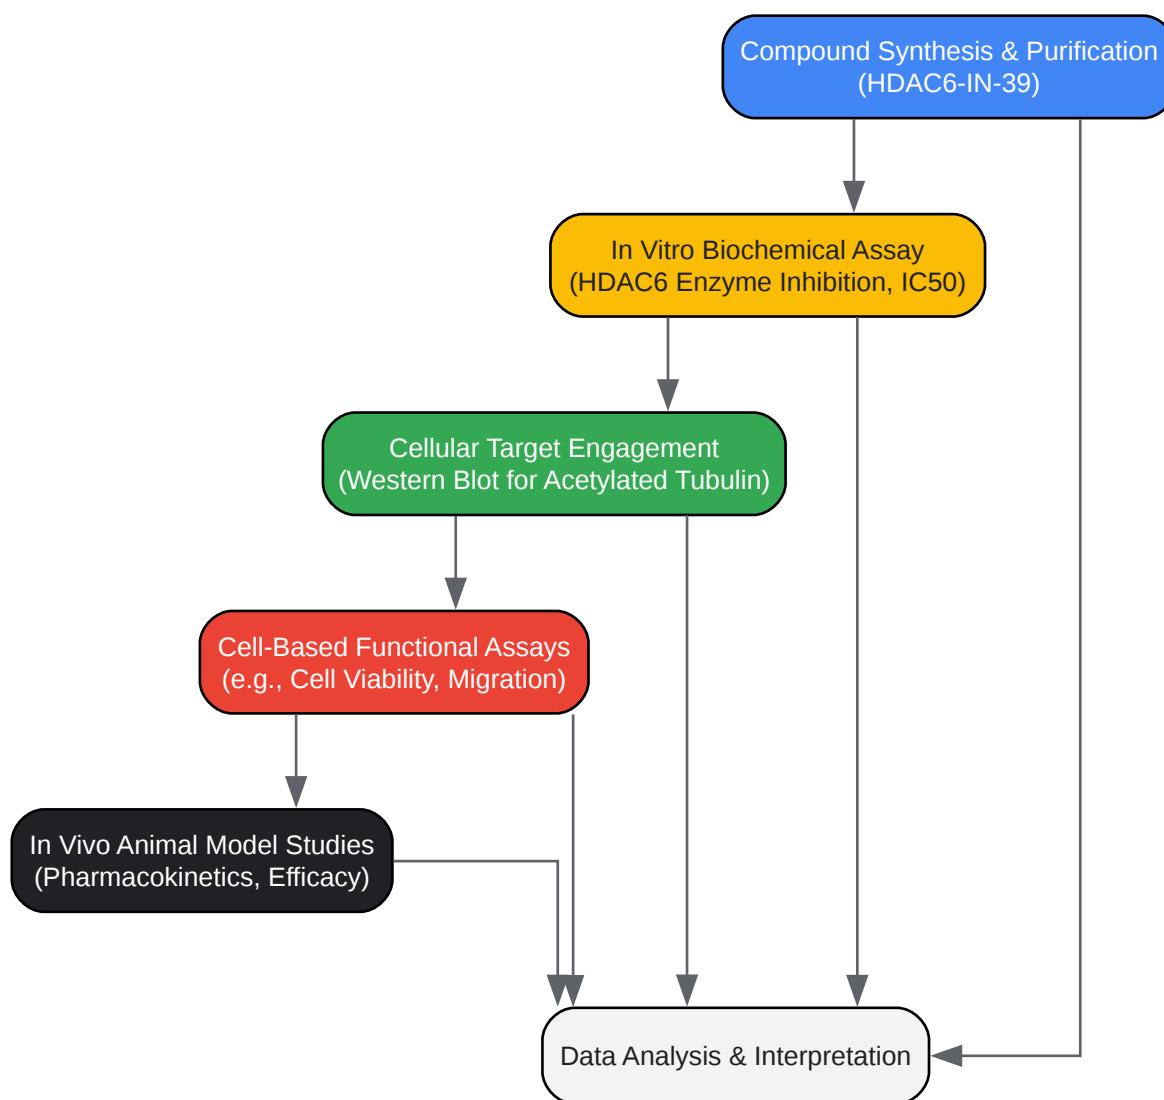 Compound Synthesis & Purification
(HDAC6-IN-39)
In Vitro Biochemical Assay
(HDAC6 Enzyme Inhibition, IC50)
Cellular Target Engagement
(Western Blot for Acetylated Tubulin)
Cell-Based Functional Assays
(e.g., Cell Viability, Migration)
In Vivo Animal Model Studies
(Pharmacokinetics, Efficacy)
Data Analysis & Interpretation